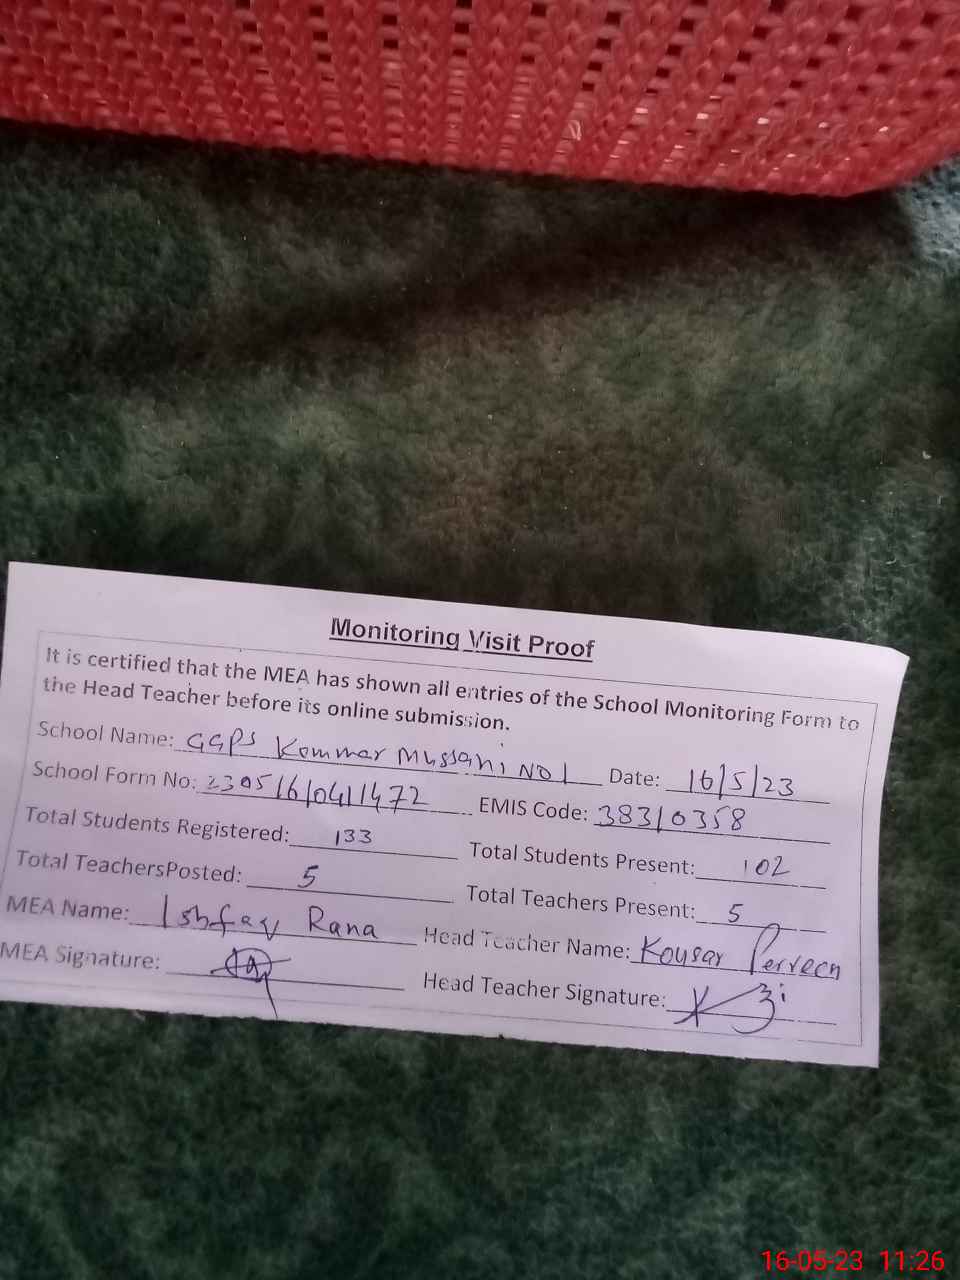 Monitoring Visit Proof
It is certified that the MEA has shown all entries of the School Monitoring Form to
the Head Teacher before its online submission.
School Name: GGPS Kommar Mussani NO1 Date: 16/5/23
School Form No: 230516/041472 EMIS Code: 38310358
Total Students Registered: 133 Total Students Present: 102
Total TeachersPosted: 5 Total Teachers Present: 5
MEA Name: Ishfaq Rana Head Teacher Name: Kousar Perveen
MEA Signature: Head Teacher Signature:
16-05-23 11:26